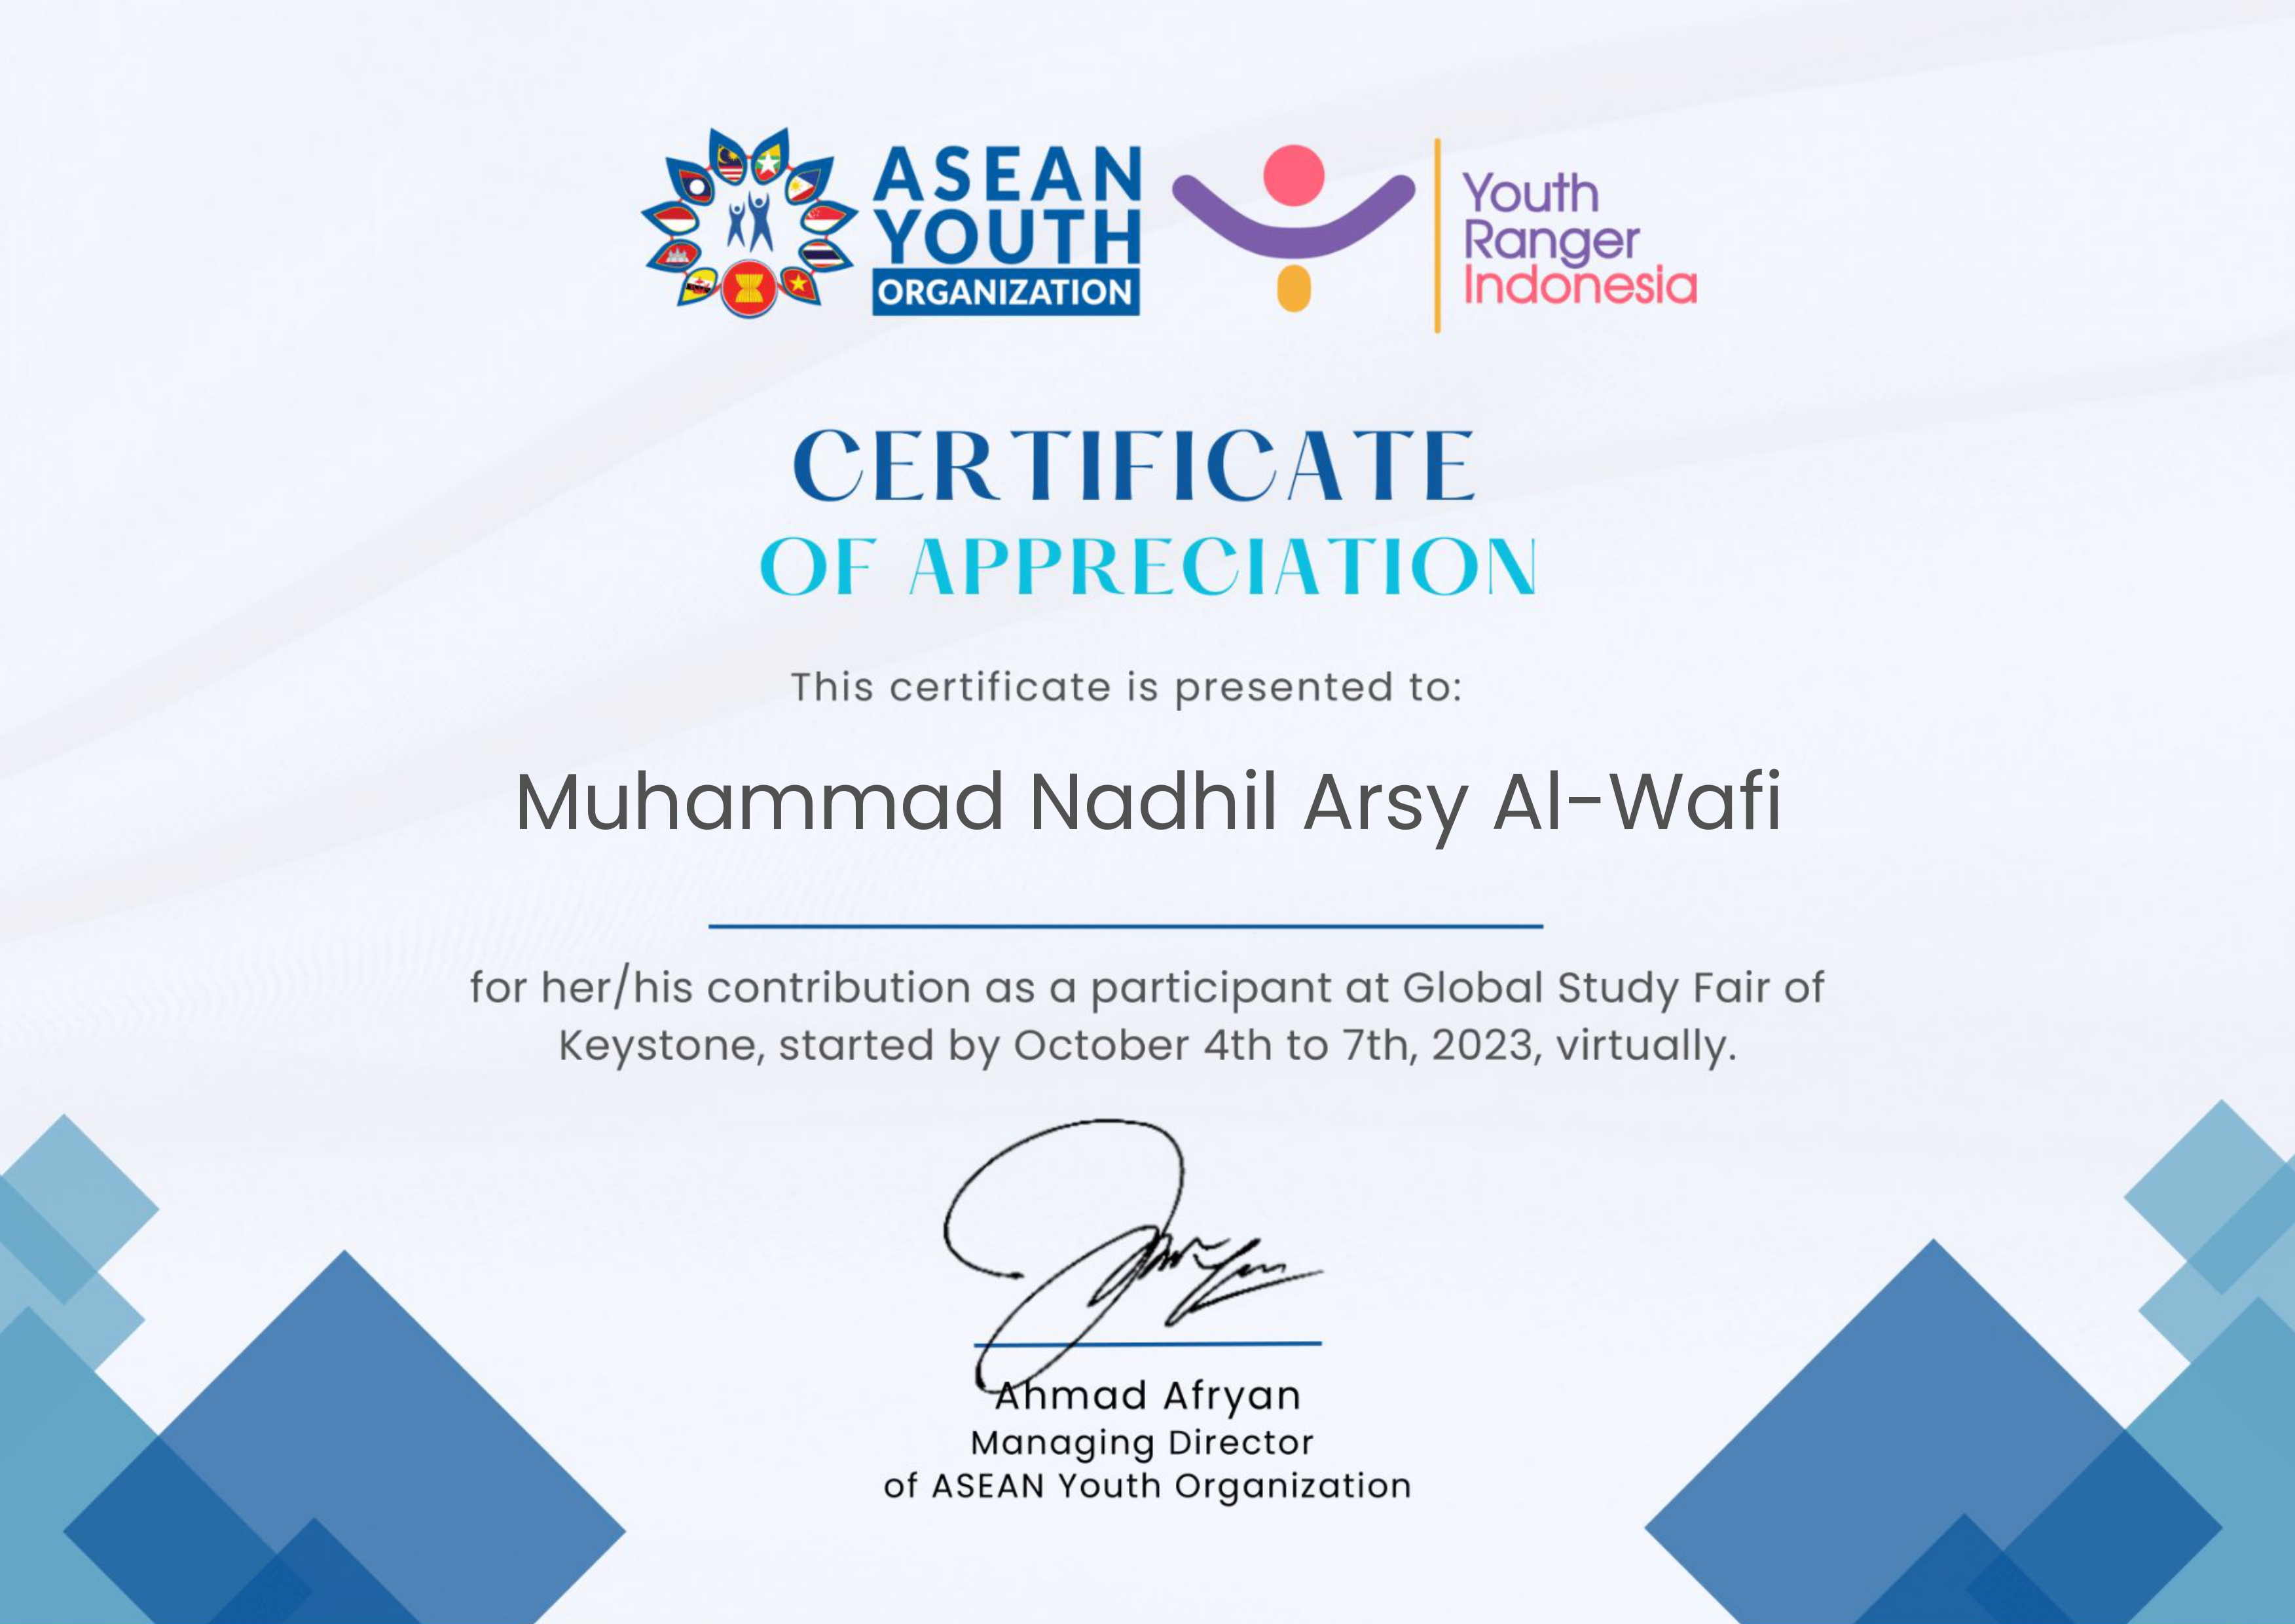 ASEAN
YOUTH
ORGANIZATION
Youth
Ranger
Indonesia
CERTIFICATE
OF APPRECIATION
This certificate is presented to:
Muhammad Nadhil Arsy Al-Wafi
for her/his contribution as a participant at Global Study Fair of
Keystone, started by October 4th to 7th, 2023, virtually.
Ahmad Afryan
Managing Director
of ASEAN Youth Organization